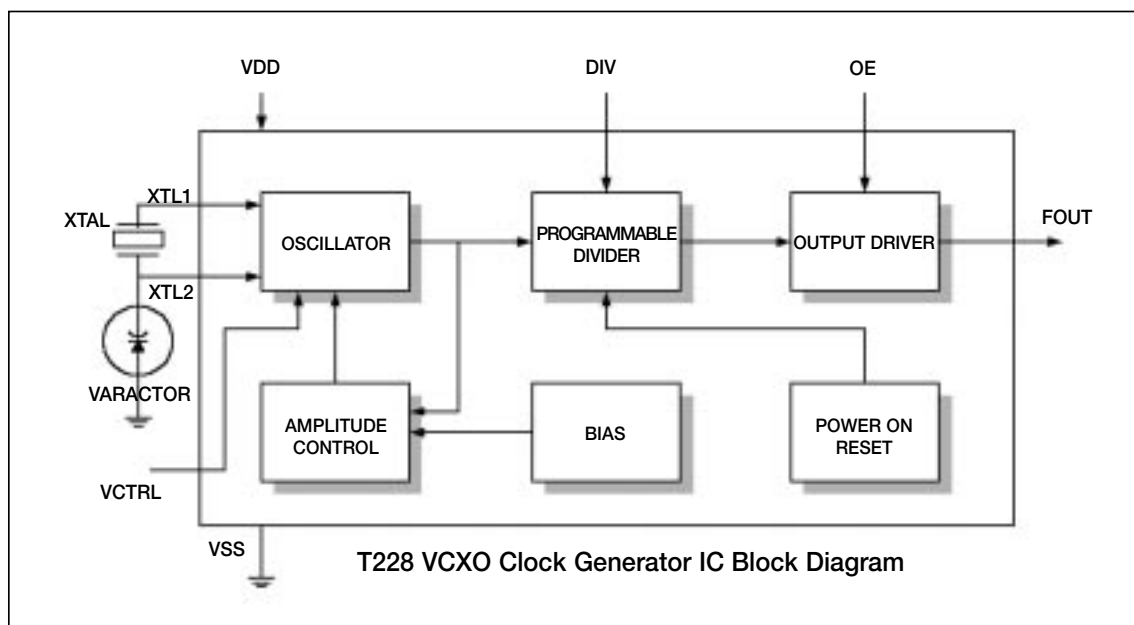 VDD
DIV
OE
XTL1
XTAL
OSCILLATOR
PROGRAMMABLE
DIVIDER
OUTPUT DRIVER
FOUT
XTL2
VARACTOR
AMPLITUDE
CONTROL
BIAS
POWER ON
RESET
VCTRL
VSS
T228 VCXO Clock Generator IC Block Diagram